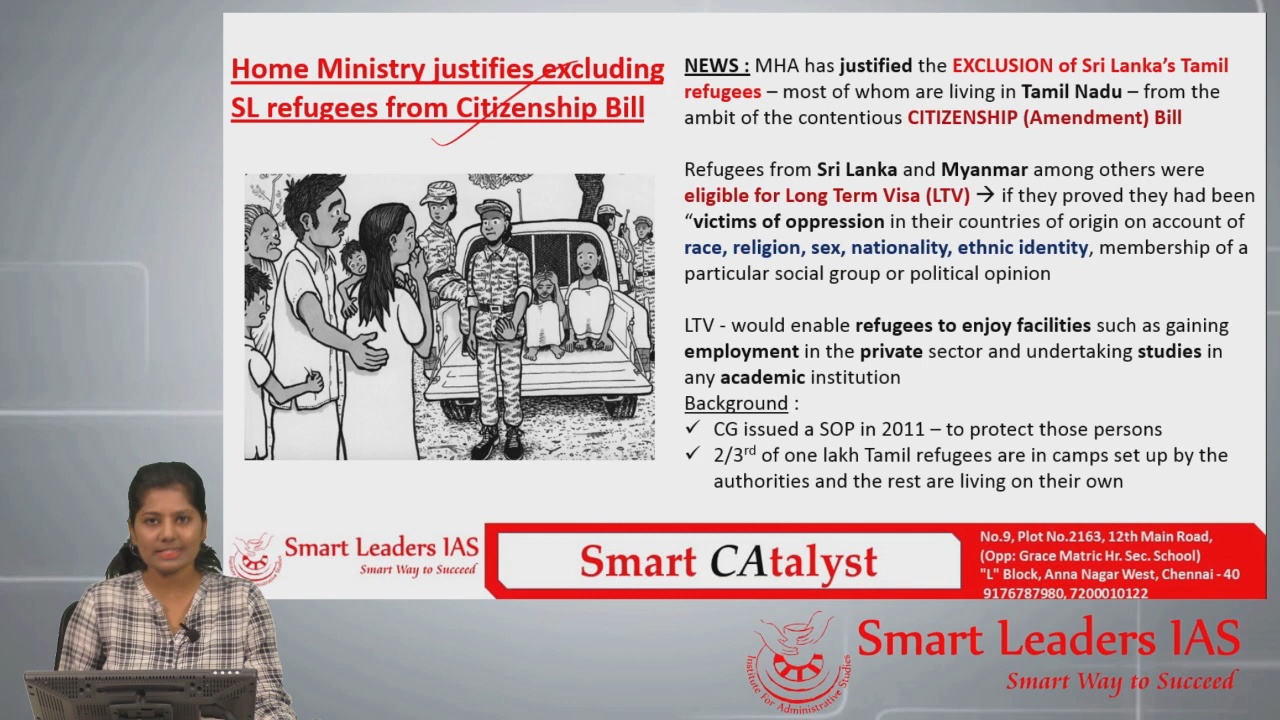 Home Ministry justifies excluding
SL refugees from Citizenship Bill
NEWS : MHA has justified the EXCLUSION of Sri Lanka's Tamil
refugees – most of whom are living in Tamil Nadu – from the
ambit of the contentious CITIZENSHIP (Amendment) Bill
Refugees from Sri Lanka and Myanmar among others were
eligible for Long Term Visa (LTV) → if they proved they had been
“victims of oppression in their countries of origin on account of
race, religion, sex, nationality, ethnic identity, membership of a
particular social group or political opinion
LTV - would enable refugees to enjoy facilities such as gaining
employment in the private sector and undertaking studies in
any academic institution
Background :
✓ CG issued a SOP in 2011 – to protect those persons
✓ 2/3rd of one lakh Tamil refugees are in camps set up by the
authorities and the rest are living on their own
Smart Leaders IAS
Smart Way to Succeed
Smart CAtalyst
No.9, Plot No.2163, 12th Main Road,
(Opp: Grace Matric Hr. Sec. School)
"L" Block, Anna Nagar West, Chennai - 40
9176787980, 7200010122
Institute For Administrative Studies
Smart Leaders IAS
Smart Way to Succeed